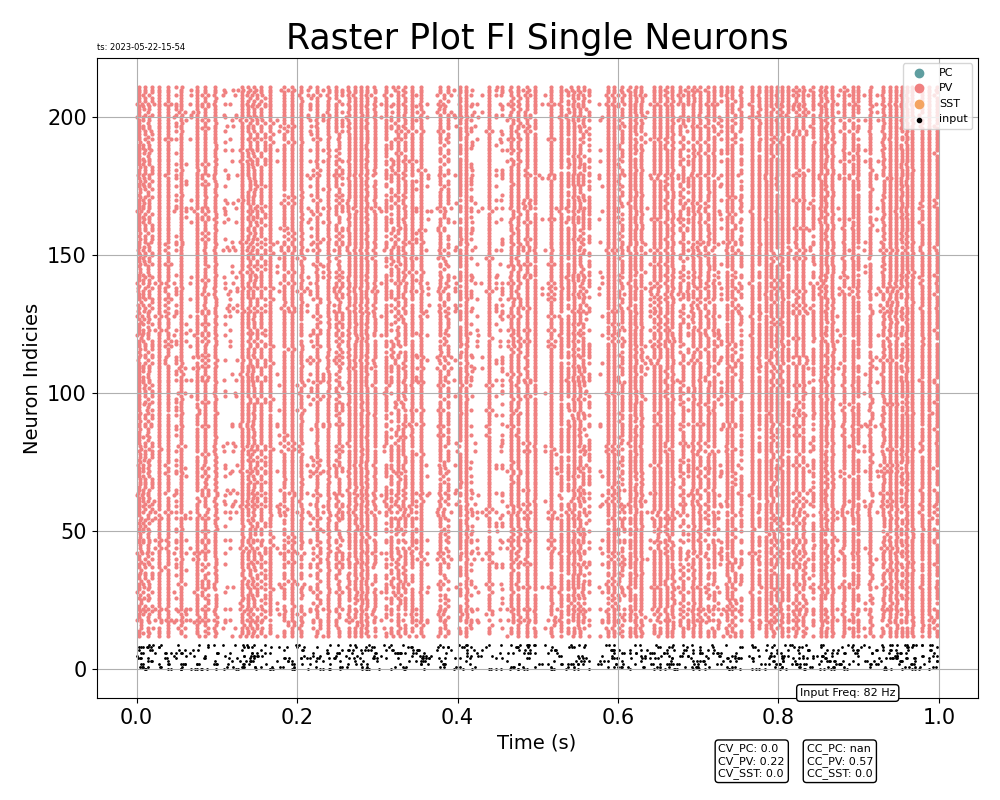 Raster Plot FI Single Neurons
ts: 2023-05-22-15-54
PC
PV
SST
input
Neuron Indicies
200
150
100
50
0
0.0 0.2 0.4 0.6 0.8 1.0
Input Freq: 82 Hz
Time (s)
CV_PC: 0.0
CV_PV: 0.22
CV_SST: 0.0
CC_PC: nan
CC_PV: 0.57
CC_SST: 0.0